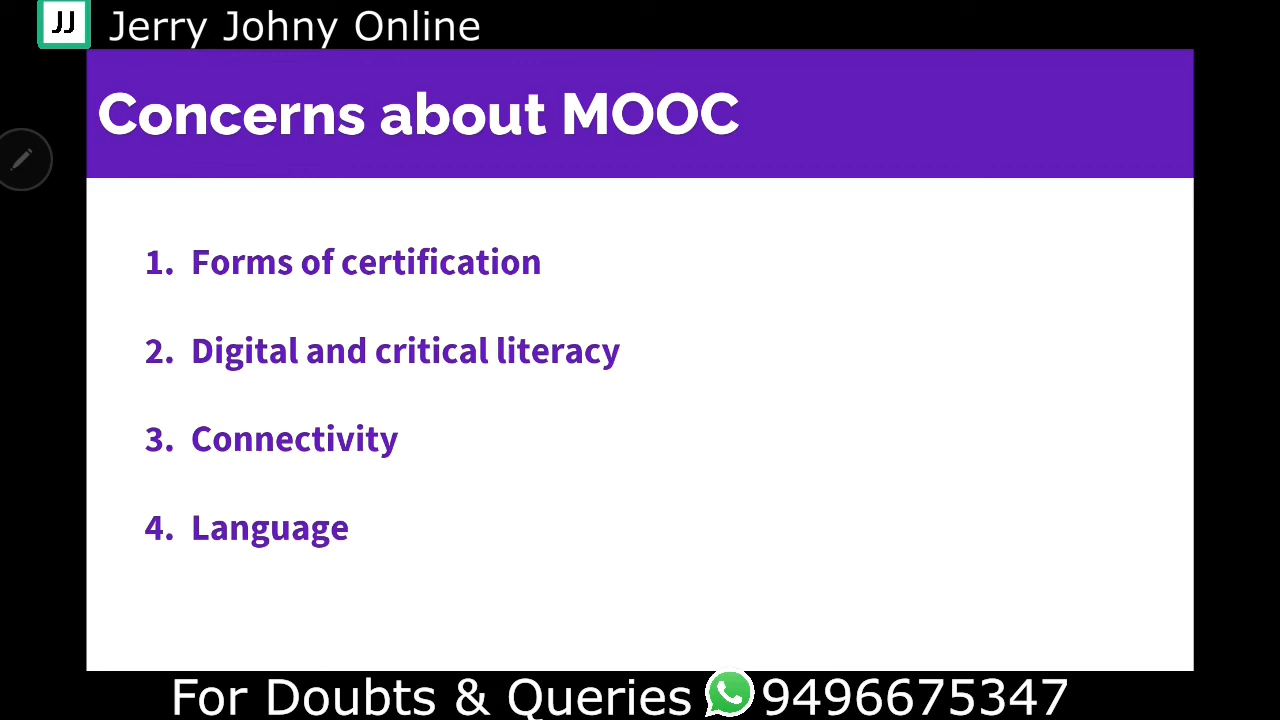 JJ Jerry Johny Online
Concerns about MOOC
1. Forms of certification
2. Digital and critical literacy
3. Connectivity
4. Language
For Doubts & Queries 9496675347